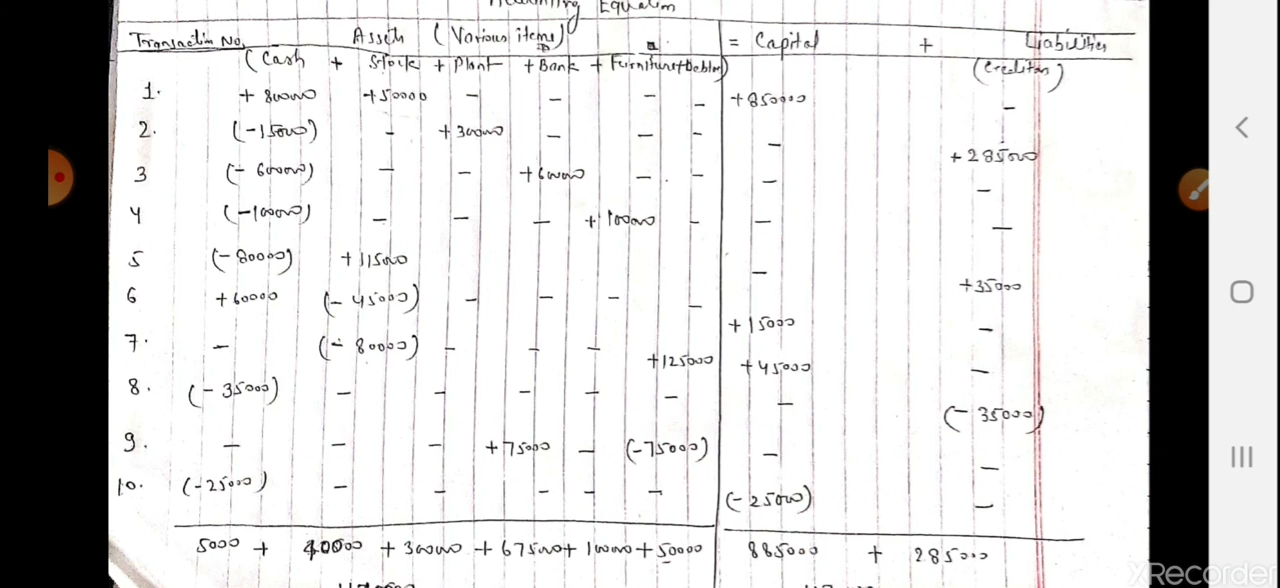 Equation
Transaction No. Assets (Various items) = Capital + Liabilities
(Cash + Stock + Plant + Bank + Furniture + Debtors) (Creditors)
1. + 800000 +50000 - - - - +850000 -
2. (-15000) - +300000 - - - - +285000
3 (- 600000) - - +600000 - - - -
4 (-100000) - - - +100000 - - -
5 (-80000) +115000 - +35000
6 +60000 (-45000) - - - - +15000 -
7. - (-80000) - - - +125000 +45000 -
8. (-35000) - - - - - - (-35000)
9. - - - +75000 - (-75000) - -
10. (-25000) - - - - - (-25000) -
5000 + 40000 + 300000 + 675000 + 100000 + 50000 885000 + 285000
XRecorder